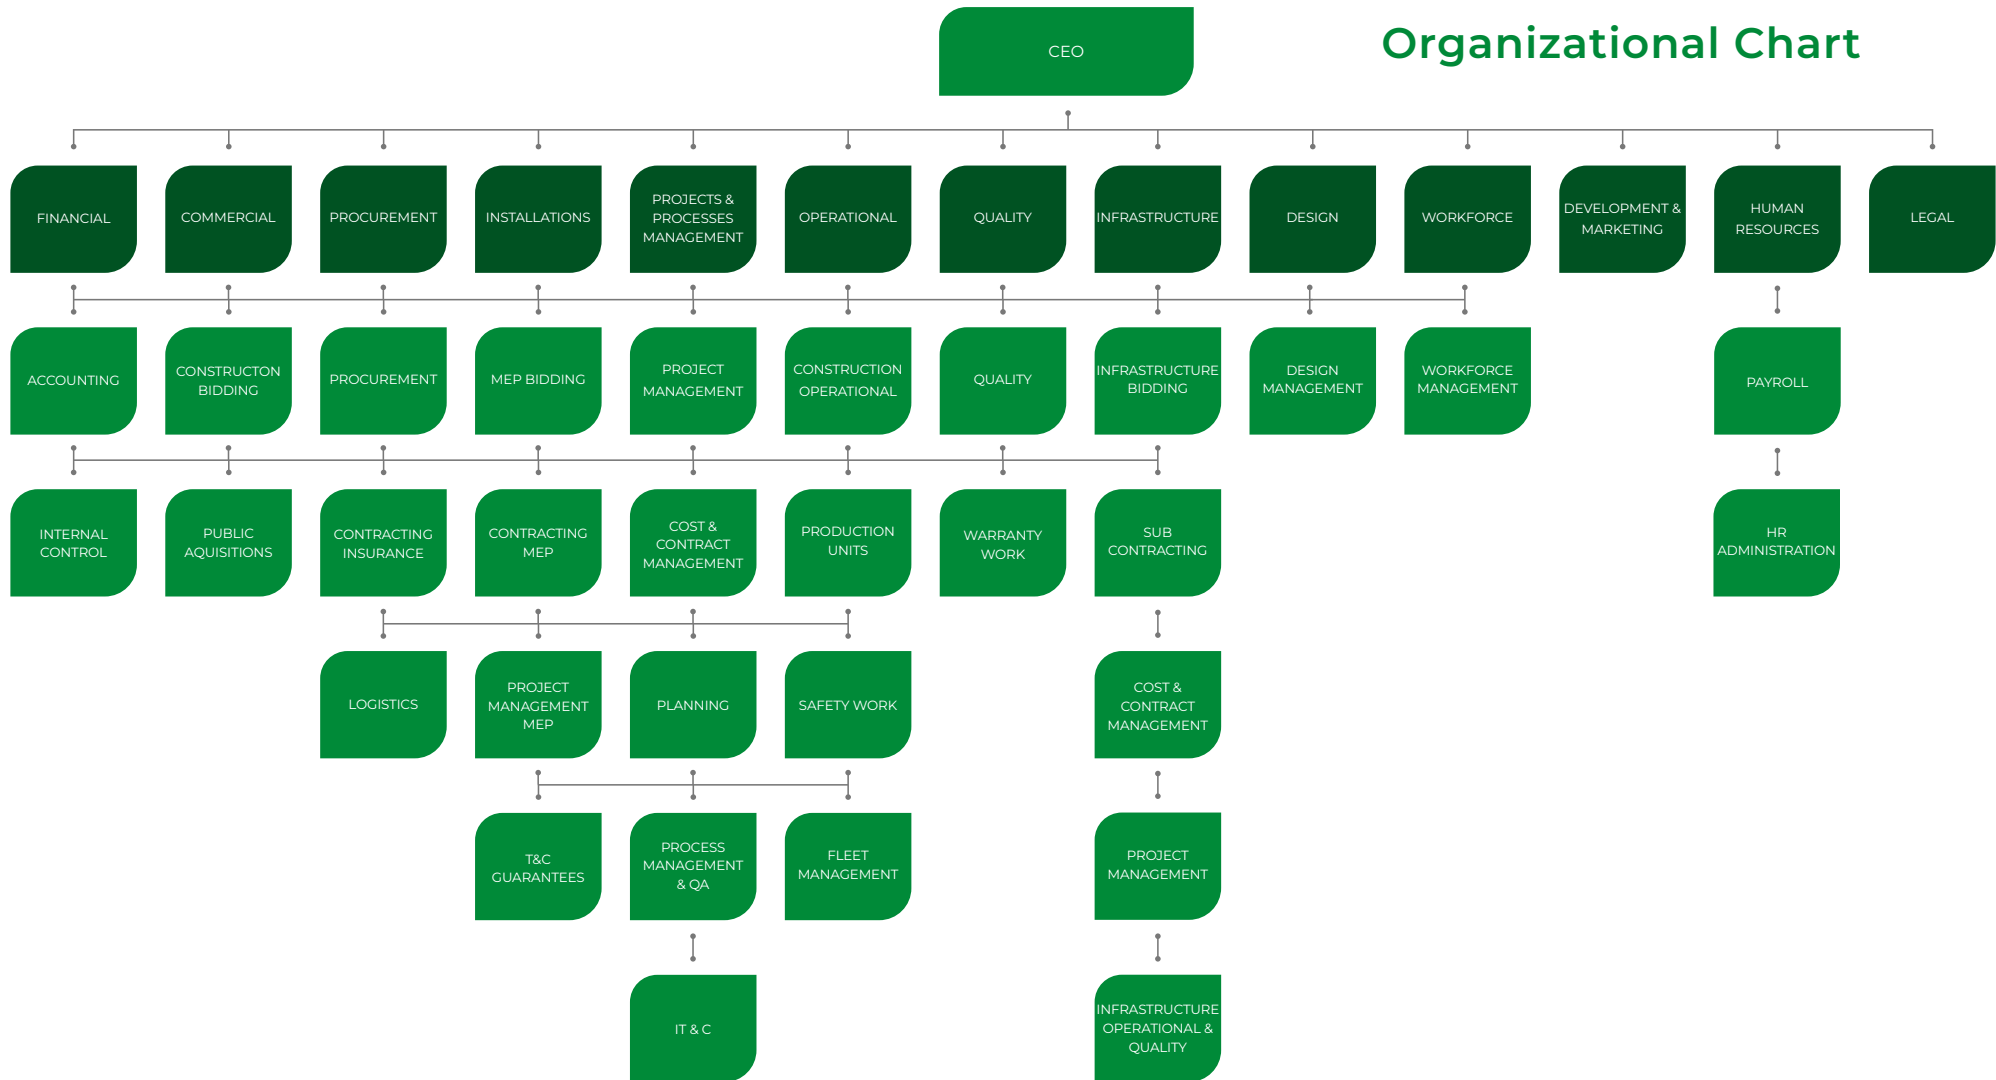 Organizational Chart
CEO
FINANCIAL
COMMERCIAL
PROCUREMENT
INSTALLATIONS
PROJECTS &
PROCESSES
MANAGEMENT
OPERATIONAL
QUALITY
INFRASTRUCTURE
DESIGN
WORKFORCE
DEVELOPMENT &
MARKETING
HUMAN
RESOURCES
LEGAL
ACCOUNTING
CONSTRUCTON
BIDDING
PROCUREMENT
MEP BIDDING
PROJECT
MANAGEMENT
CONSTRUCTION
OPERATIONAL
QUALITY
INFRASTRUCTURE
BIDDING
DESIGN
MANAGEMENT
WORKFORCE
MANAGEMENT
PAYROLL
INTERNAL
CONTROL
PUBLIC
AQUISITIONS
CONTRACTING
INSURANCE
CONTRACTING
MEP
COST &
CONTRACT
MANAGEMENT
PRODUCTION
UNITS
WARRANTY
WORK
SUB
CONTRACTING
HR
ADMINISTRATION
LOGISTICS
PROJECT
MANAGEMENT
MEP
PLANNING
SAFETY WORK
COST &
CONTRACT
MANAGEMENT
T&C
GUARANTEES
PROCESS
MANAGEMENT
& QA
FLEET
MANAGEMENT
PROJECT
MANAGEMENT
IT & C
INFRASTRUCTURE
OPERATIONAL &
QUALITY